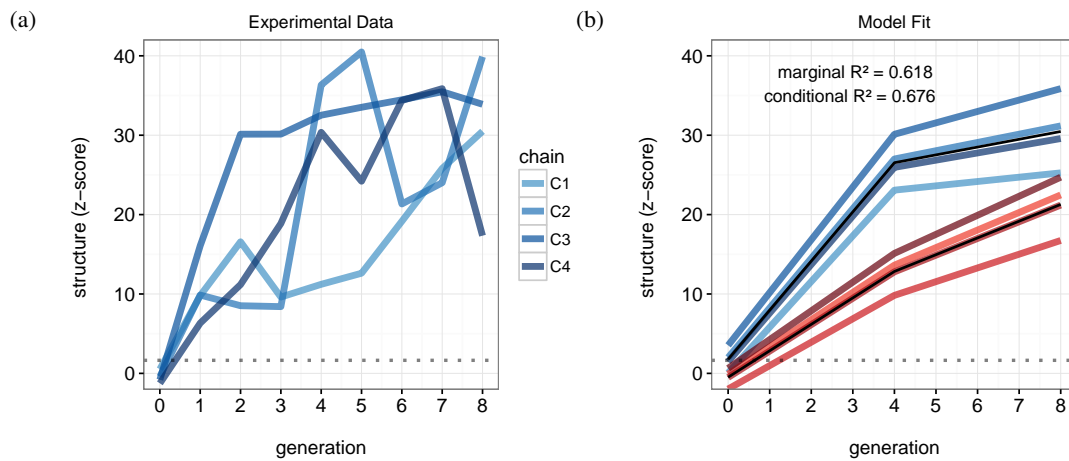 (a)
Experimental Data
structure (z−score)
40
30
20
10
0
0 1 2 3 4 5 6 7 8
generation
chain
C1
C2
C3
C4
(b)
Model Fit
marginal R² = 0.618
conditional R² = 0.676
structure (z−score)
40
30
20
10
0
0 1 2 3 4 5 6 7 8
generation